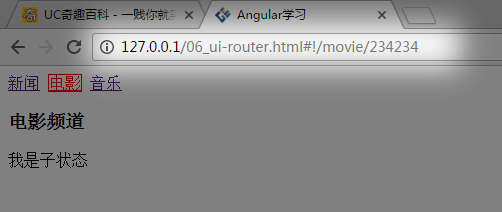 UC奇趣百科 - 一贱你就
Angular学习
127.0.0.1/06_ui-router.html#!/movie/234234
新闻 电影 音乐
电影频道
我是子状态